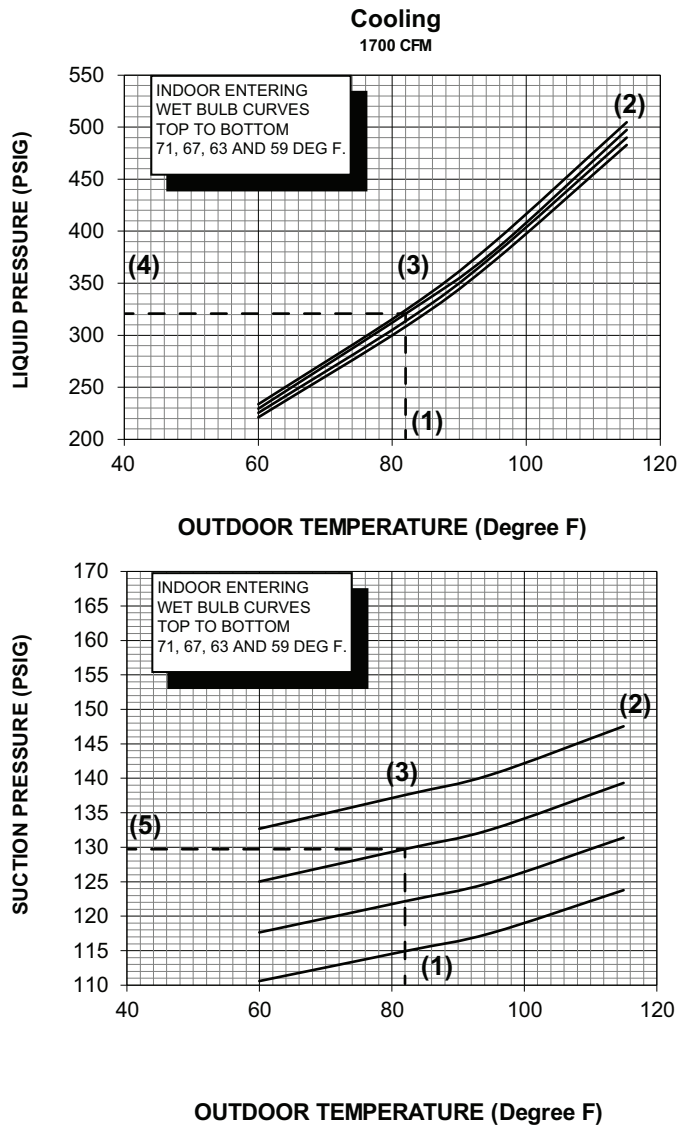 Cooling
1700 CFM
LIQUID PRESSURE (PSIG)
550
500
450
400
350
300
250
200
INDOOR ENTERING
WET BULB CURVES
TOP TO BOTTOM
71, 67, 63 AND 59 DEG F.
(2)
(4)
(3)
(1)
40
60
80
100
120
OUTDOOR TEMPERATURE (Degree F)
SUCTION PRESSURE (PSIG)
170
165
160
155
150
145
140
135
130
125
120
115
110
INDOOR ENTERING
WET BULB CURVES
TOP TO BOTTOM
71, 67, 63 AND 59 DEG F.
(2)
(3)
(5)
(1)
40
60
80
100
120
OUTDOOR TEMPERATURE (Degree F)